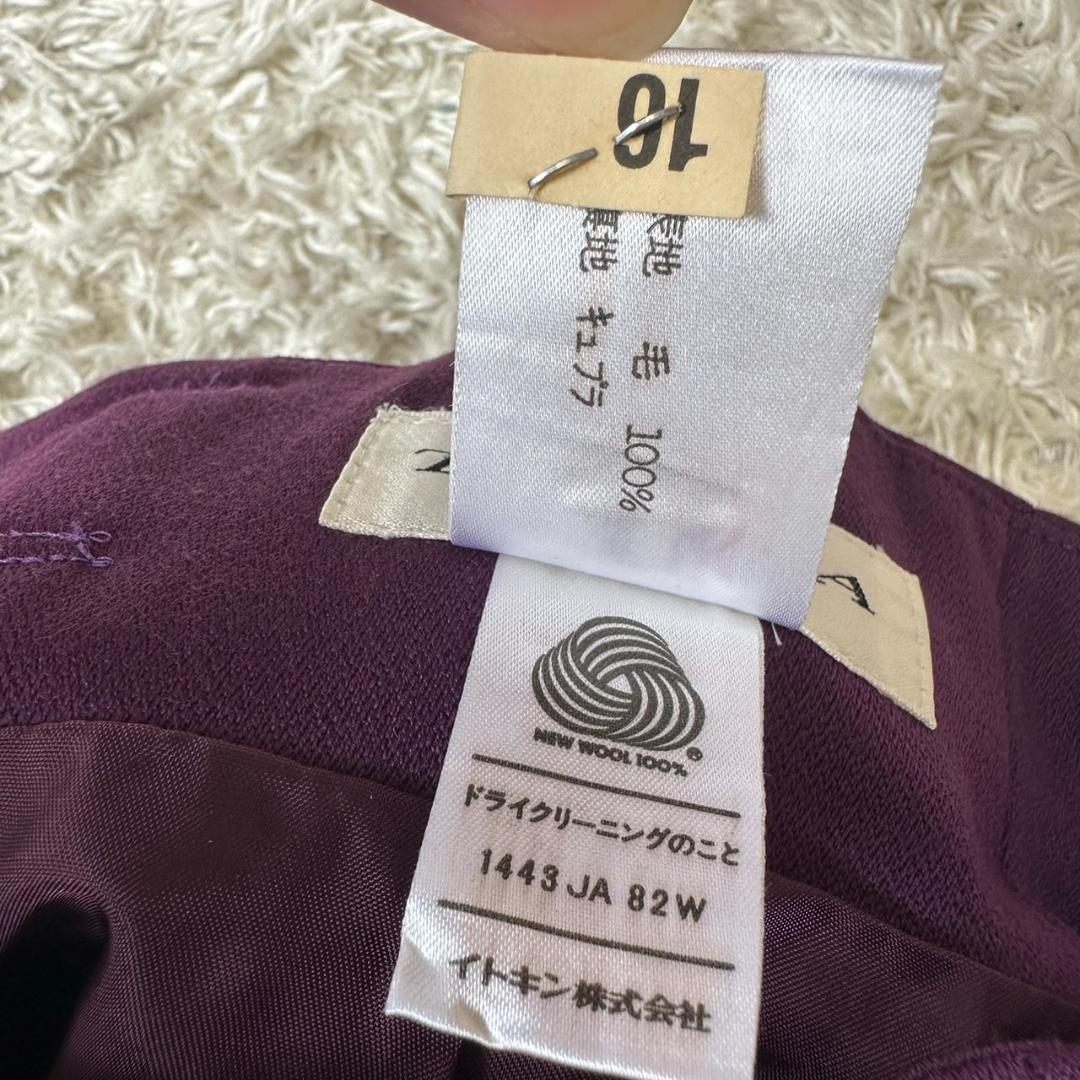 16
表地 毛 100%
裏地 キュプラ
NEW WOOL 100%
®
ドライクリーニングのこと
1443 JA 82W
イトキン株式会社